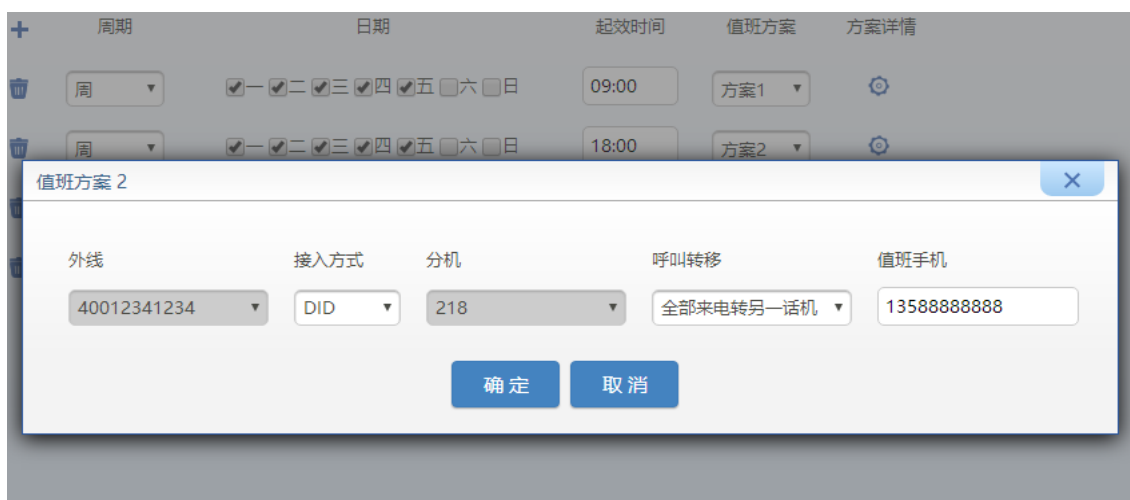 周期 日期 起效时间 值班方案 方案详情
周 一 二 三 四 五 六 日 09:00 方案1
周 一 二 三 四 五 六 日 18:00 方案2
值班方案 2
外线 接入方式 分机 呼叫转移 值班手机
40012341234 DID 218 全部来电转另一话机 13588888888
确定 取消